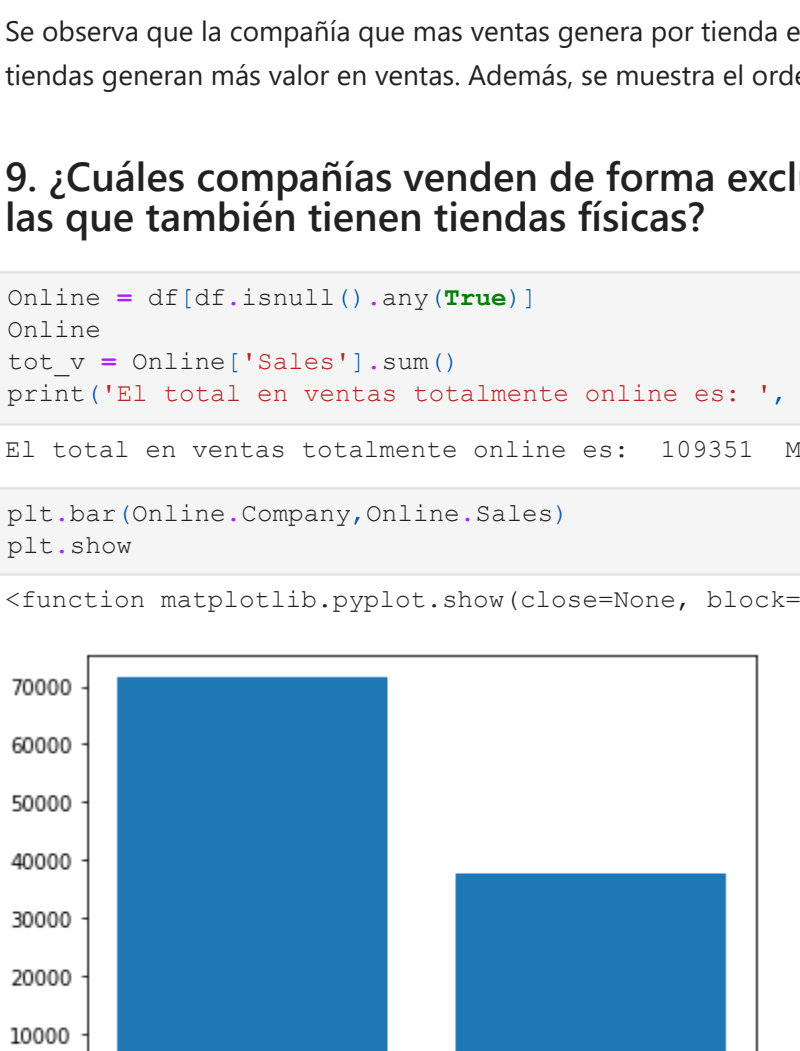 Se observa que la compañía que mas ventas genera por tienda e
tiendas generan más valor en ventas. Además, se muestra el orde
9. ¿Cuáles compañías venden de forma exclu
las que también tienen tiendas físicas?
Online = df[df.isnull().any(True)]
Online
tot_v = Online['Sales'].sum()
print('El total en ventas totalmente online es: ',
El total en ventas totalmente online es:  109351  M
plt.bar(Online.Company,Online.Sales)
plt.show
<function matplotlib.pyplot.show(close=None, block=
70000
60000
50000
40000
30000
20000
10000